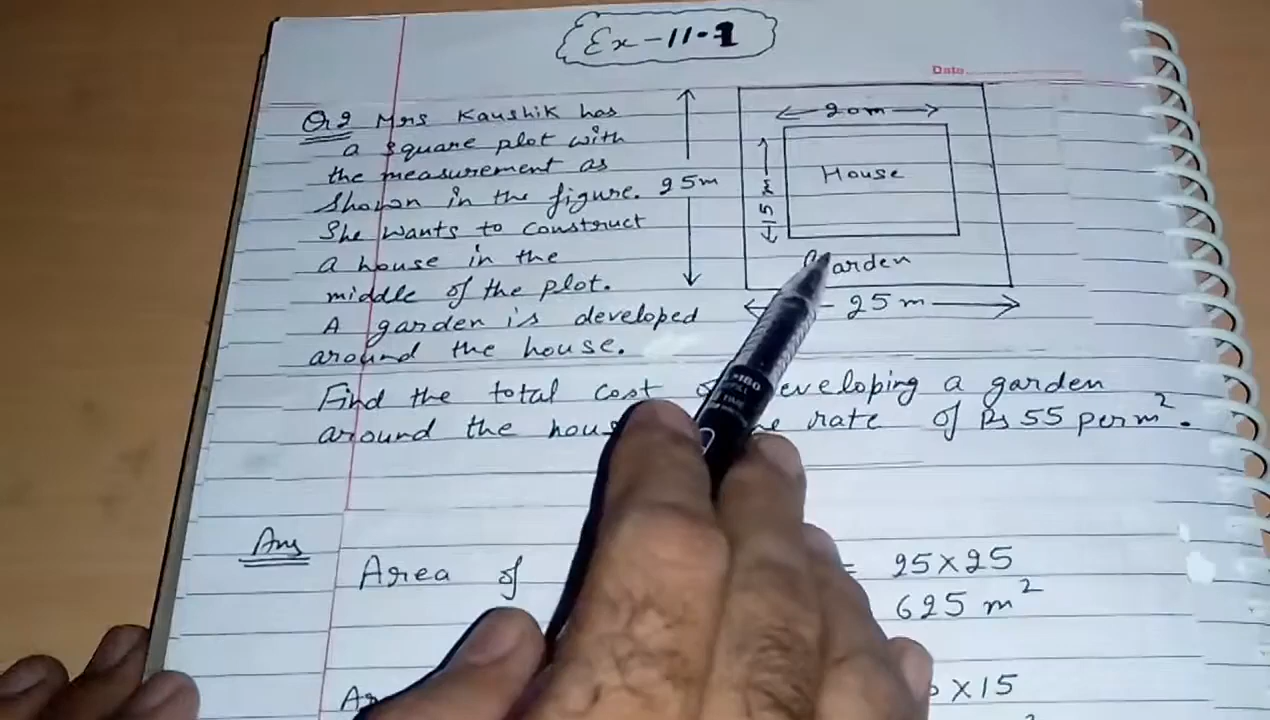 Ex-11.1
Date
Q2 Mrs Kaushik has
a square plot with
the measurement as
shown in the figure.
She wants to construct
a house in the
middle of the plot.
A garden is developed
around the house.
Find the total cost developing a garden
around the rate of Rs 55 per m².
25m
20m
15m
House
Garden
25m
Ans
Area of = 25×25
625 m²
×15